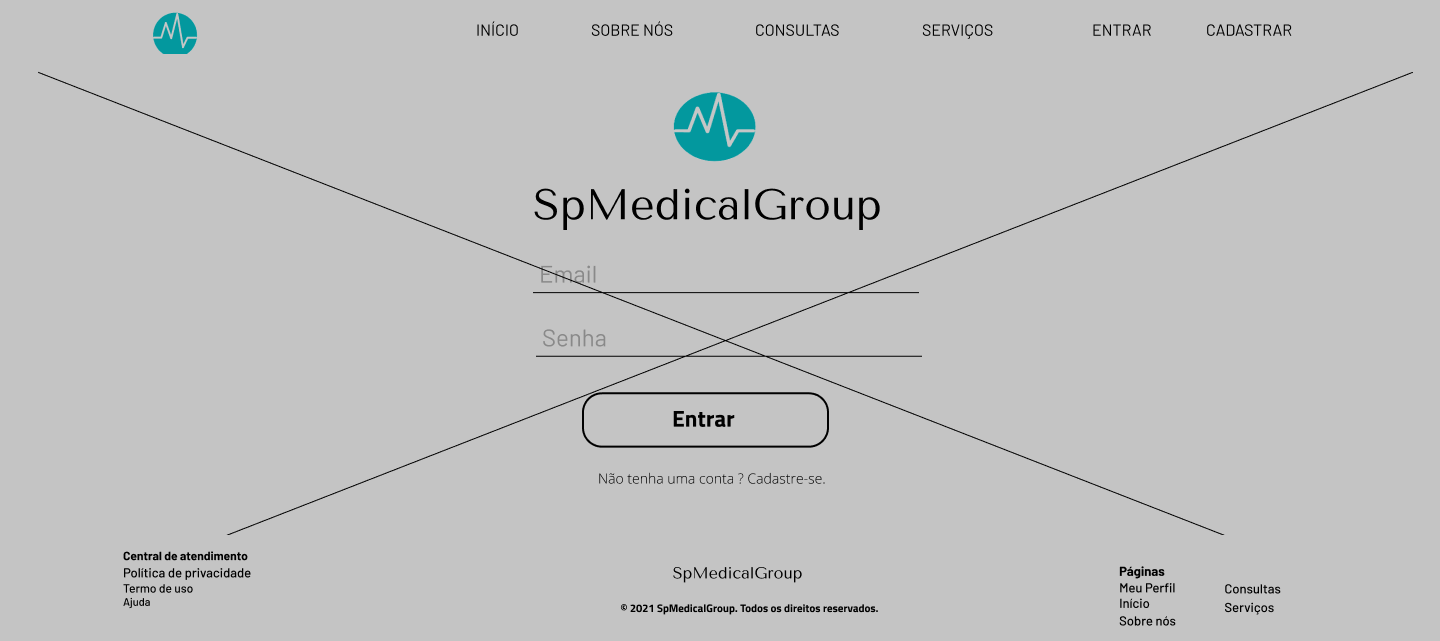 INÍCIO SOBRE NÓS CONSULTAS SERVIÇOS ENTRAR CADASTRAR
SpMedicalGroup
Email
Senha
Entrar
Não tenha uma conta ? Cadastre-se.
Central de atendimento
Política de privacidade
Termo de uso
Ajuda
SpMedicalGroup
© 2021 SpMedicalGroup. Todos os direitos reservados.
Páginas
Meu Perfil
Início
Sobre nós
Consultas
Serviços